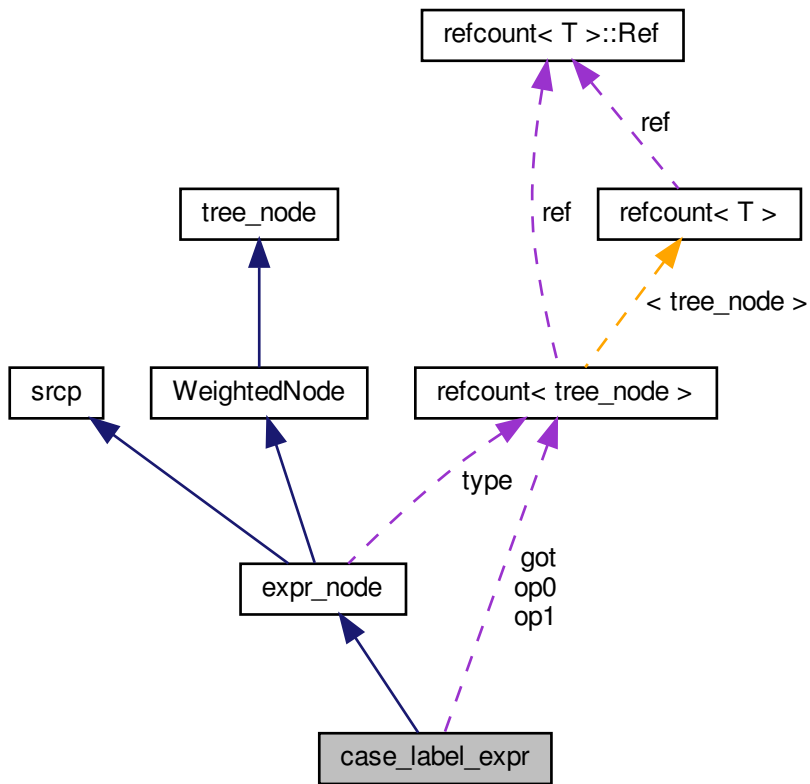 refcount< T >::Ref
ref
tree_node
ref
refcount< T >
< tree_node >
srcp
WeightedNode
refcount< tree_node >
type
got
expr_node
op0
op1
case_label_expr